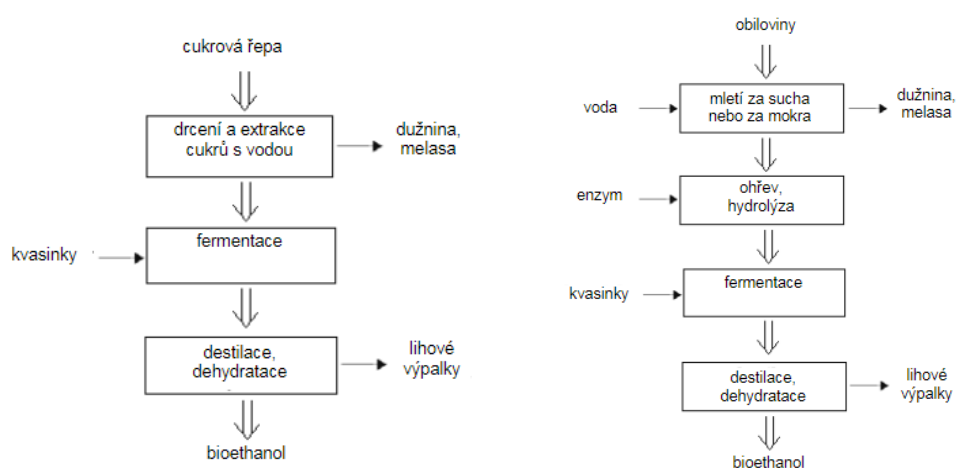 cukrová řepa
drcení a extrakce
cukrů s vodou
dužnina,
melasa
kvasinky
fermentace
destilace,
dehydratace
lihové
výpalky
bioethanol
obiloviny
voda
mletí za sucha
nebo za mokra
dužnina,
melasa
enzym
ohřev,
hydrolýza
kvasinky
fermentace
destilace,
dehydratace
lihové
výpalky
bioethanol